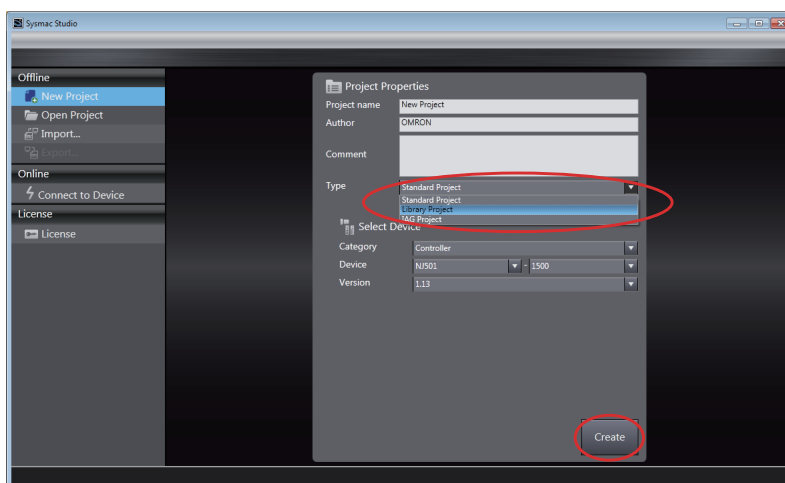 Sysmac Studio
Offline
New Project
Open Project
Import...
Export...
Online
Connect to Device
License
License
Project Properties
Project name New Project
Author OMRON
Comment
Type Standard Project
Standard Project
Library Project
IAG Project
Select Device
Category Controller
Device NJ501 - 1500
Version 1.13
Create